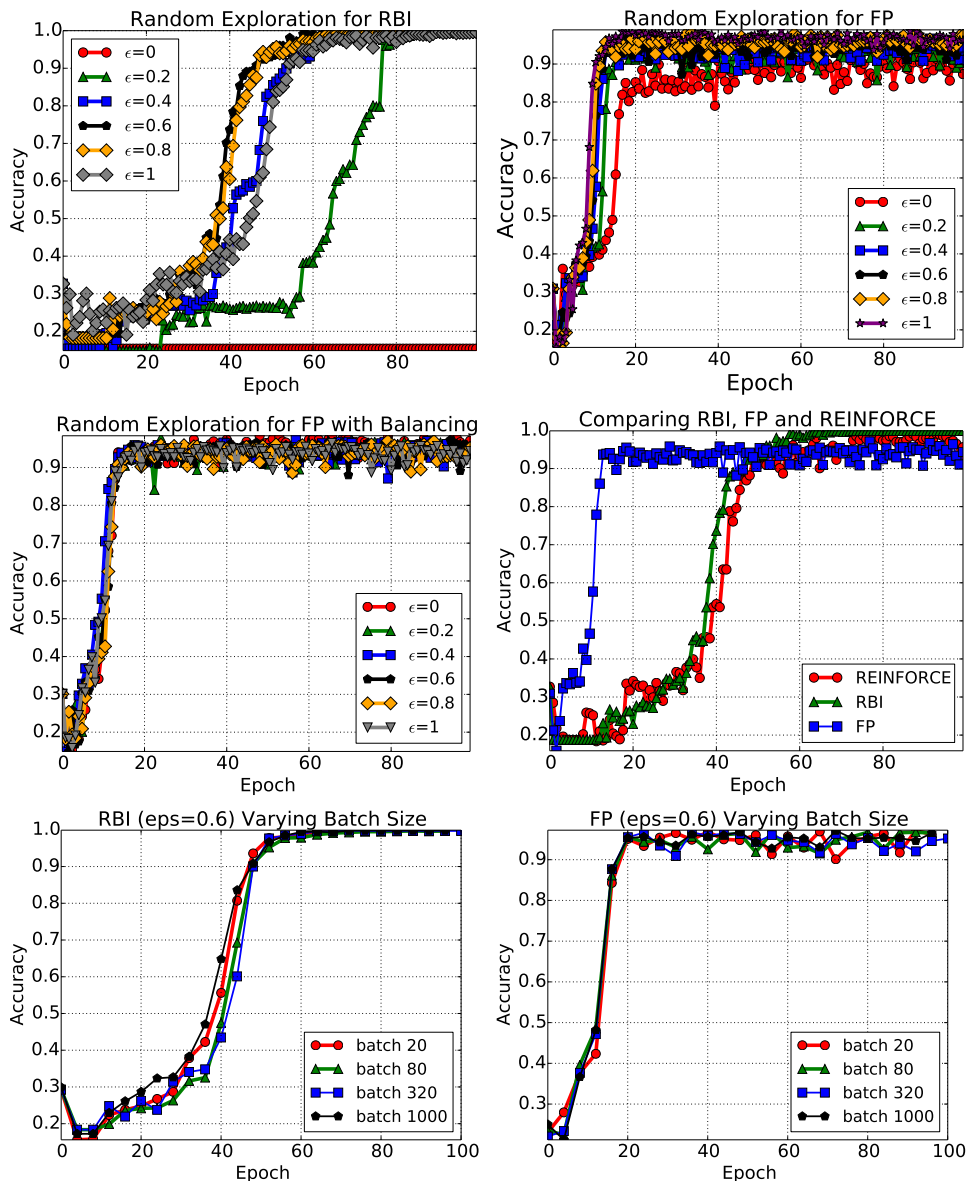 Random Exploration for RBI
1.0
0.9
0.8
0.7
0.6
0.5
0.4
0.3
0.2
Accuracy
ϵ=0
ϵ=0.2
ϵ=0.4
ϵ=0.6
ϵ=0.8
ϵ=1
0 20 40 60 80
Epoch
Random Exploration for FP
0.9
0.8
0.7
0.6
0.5
0.4
0.3
0.2
Accuracy
ϵ=0
ϵ=0.2
ϵ=0.4
ϵ=0.6
ϵ=0.8
ϵ=1
0 20 40 60 80
Epoch
Random Exploration for FP with Balancing
0.9
0.8
0.7
0.6
0.5
0.4
0.3
0.2
Accuracy
ϵ=0
ϵ=0.2
ϵ=0.4
ϵ=0.6
ϵ=0.8
ϵ=1
0 20 40 60 80
Epoch
Comparing RBI, FP and REINFORCE
1.0
0.9
0.8
0.7
0.6
0.5
0.4
0.3
0.2
Accuracy
REINFORCE
RBI
FP
0 20 40 60 80
Epoch
RBI (eps=0.6) Varying Batch Size
1.0
0.9
0.8
0.7
0.6
0.5
0.4
0.3
0.2
Accuracy
batch 20
batch 80
batch 320
batch 1000
0 20 40 60 80 100
Epoch
FP (eps=0.6) Varying Batch Size
0.9
0.8
0.7
0.6
0.5
0.4
0.3
Accuracy
batch 20
batch 80
batch 320
batch 1000
0 20 40 60 80 100
Epoch